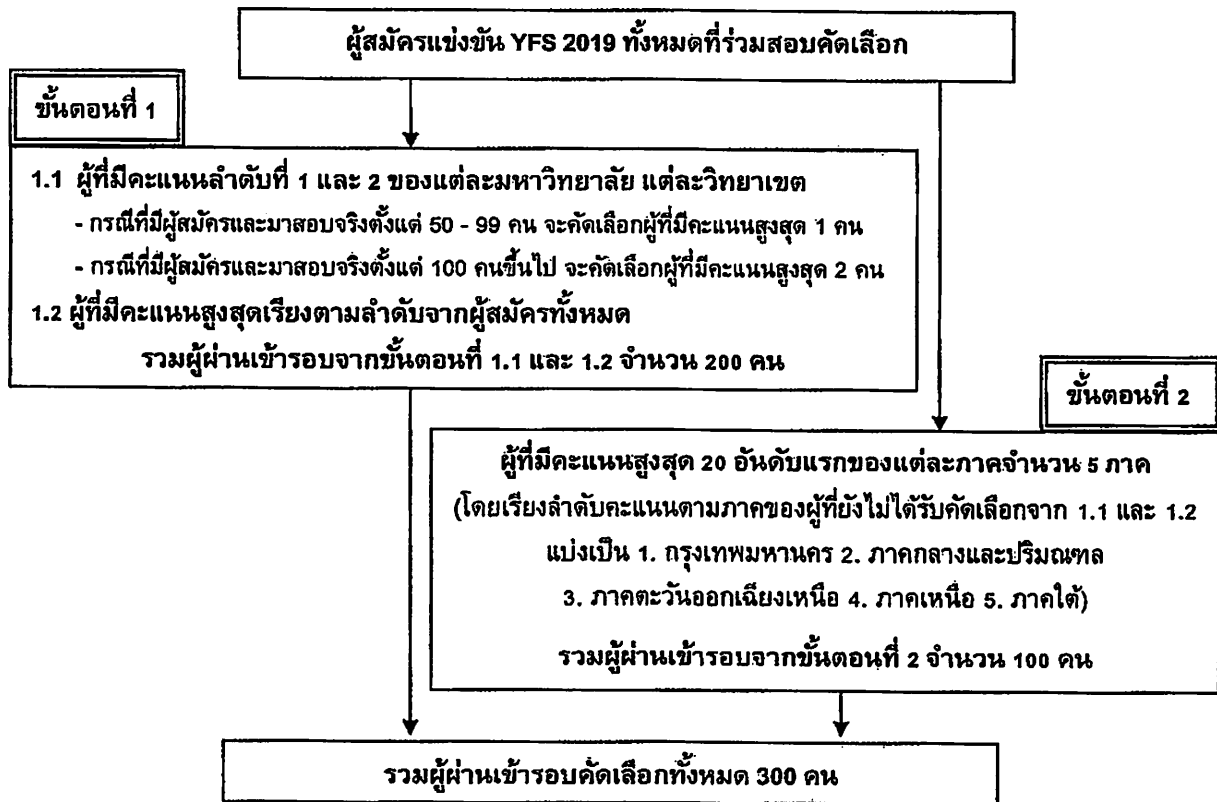 ผู้สมัครแข่งขัน YFS 2019 ทั้งหมดที่ร่วมสอบคัดเลือก
ขั้นตอนที่ 1
1.1 ผู้ที่มีคะแนนลำดับที่ 1 และ 2 ของแต่ละมหาวิทยาลัย แต่ละวิทยาเขต
- กรณีที่มีผู้สมัครและมาสอบจริงตั้งแต่ 50 - 99 คน จะคัดเลือกผู้ที่มีคะแนนสูงสุด 1 คน
- กรณีที่มีผู้สมัครและมาสอบจริงตั้งแต่ 100 คนขึ้นไป จะคัดเลือกผู้ที่มีคะแนนสูงสุด 2 คน
1.2 ผู้ที่มีคะแนนสูงสุดเรียงตามลำดับจากผู้สมัครทั้งหมด
รวมผู้ผ่านเข้ารอบจากขั้นตอนที่ 1.1 และ 1.2 จำนวน 200 คน
ขั้นตอนที่ 2
ผู้ที่มีคะแนนสูงสุด 20 อันดับแรกของแต่ละภาคจำนวน 5 ภาค
(โดยเรียงลำดับคะแนนตามภาคของผู้ที่ยังไม่ได้รับคัดเลือกจาก 1.1 และ 1.2
แบ่งเป็น 1. กรุงเทพมหานคร 2. ภาคกลางและปริมณฑล
3. ภาคตะวันออกเฉียงเหนือ 4. ภาคเหนือ 5. ภาคใต้)
รวมผู้ผ่านเข้ารอบจากขั้นตอนที่ 2 จำนวน 100 คน
รวมผู้ผ่านเข้ารอบคัดเลือกทั้งหมด 300 คน